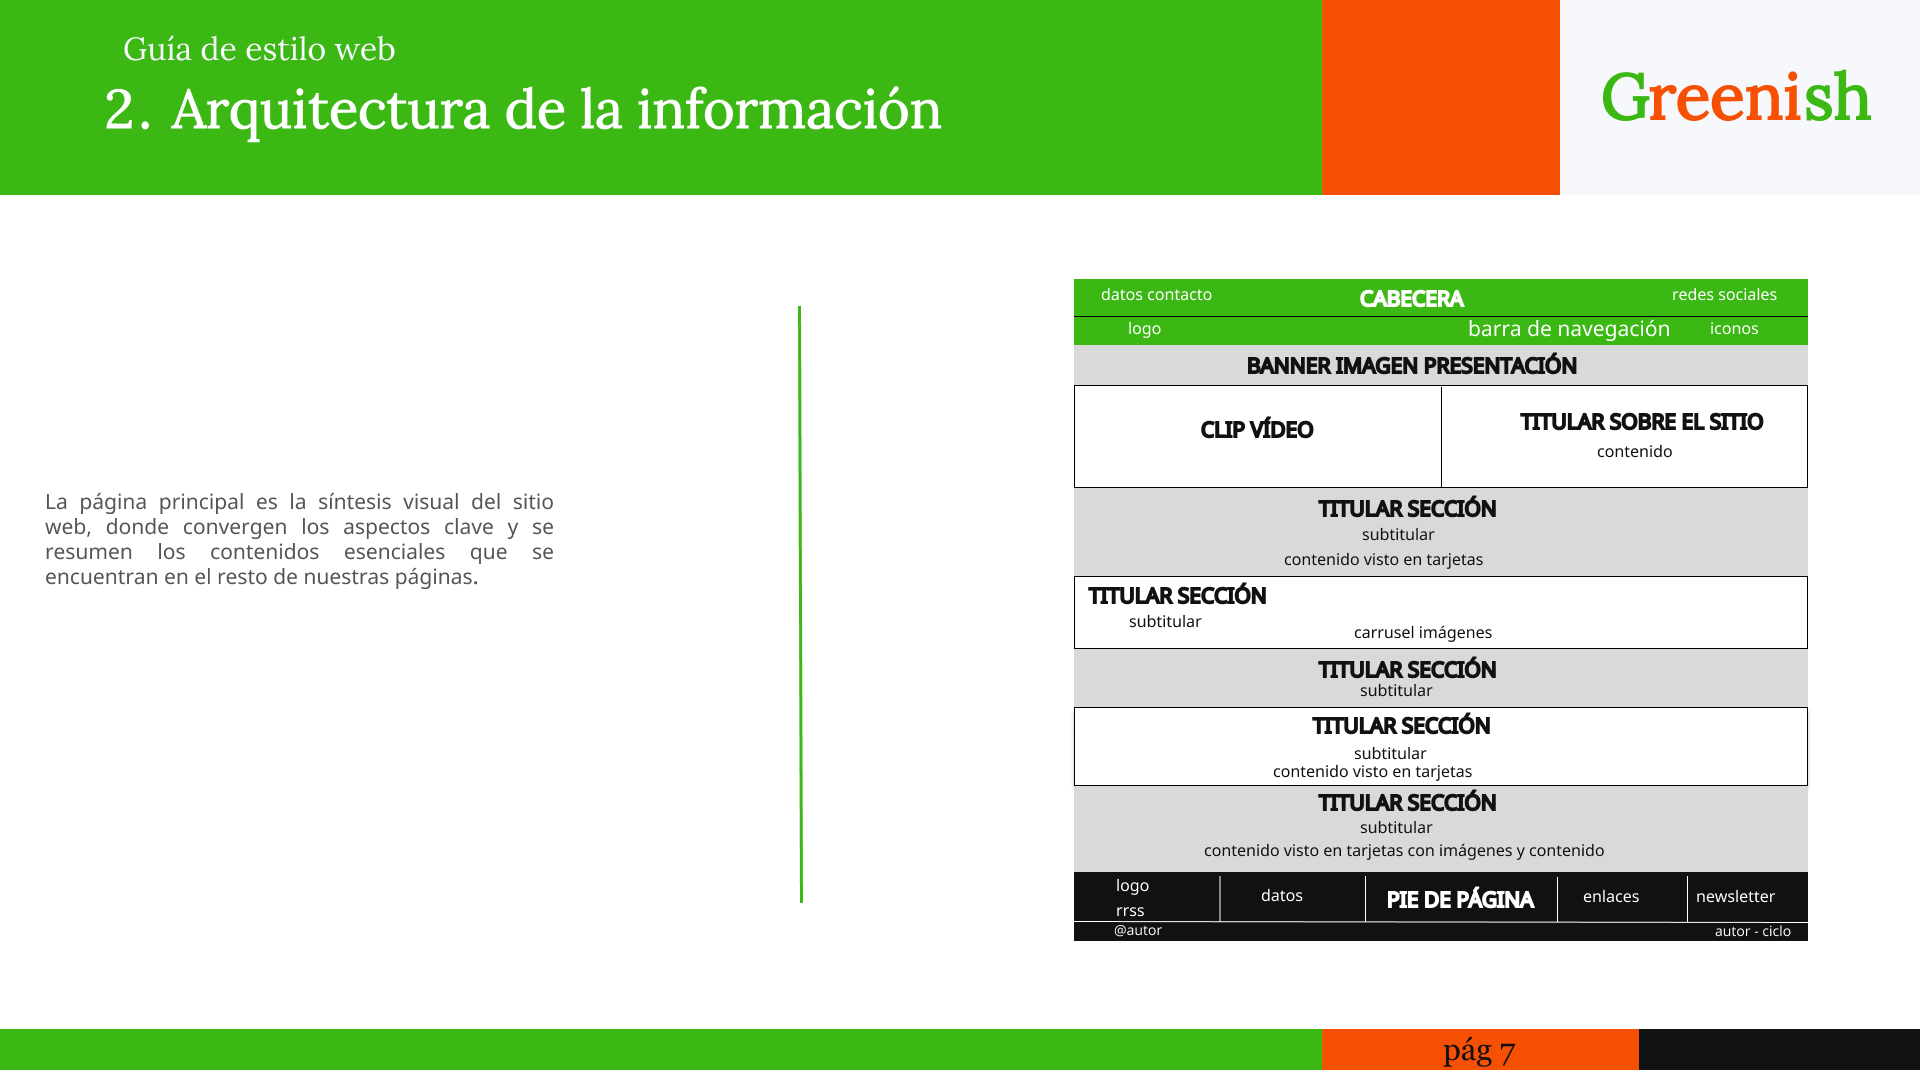 Guía de estilo web
2. Arquitectura de la información
Greenish
La página principal es la síntesis visual del sitio
web, donde convergen los aspectos clave y se
resumen los contenidos esenciales que se
encuentran en el resto de nuestras páginas.
datos contacto CABECERA redes sociales
logo barra de navegación iconos
BANNER IMAGEN PRESENTACIÓN
CLIP VÍDEO
TITULAR SOBRE EL SITIO
contenido
TITULAR SECCIÓN
subtitular
contenido visto en tarjetas
TITULAR SECCIÓN
subtitular
carrusel imágenes
TITULAR SECCIÓN
subtitular
TITULAR SECCIÓN
subtitular
contenido visto en tarjetas
TITULAR SECCIÓN
subtitular
contenido visto en tarjetas con imágenes y contenido
logo
rrss
datos
PIE DE PÁGINA
enlaces
newsletter
@autor
autor - ciclo
pág 7